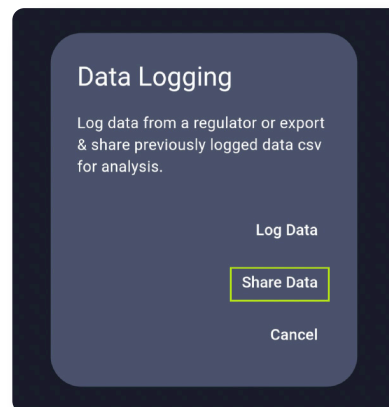 Data Logging
Log data from a regulator or export
& share previously logged data csv
for analysis.
Log Data
Share Data
Cancel